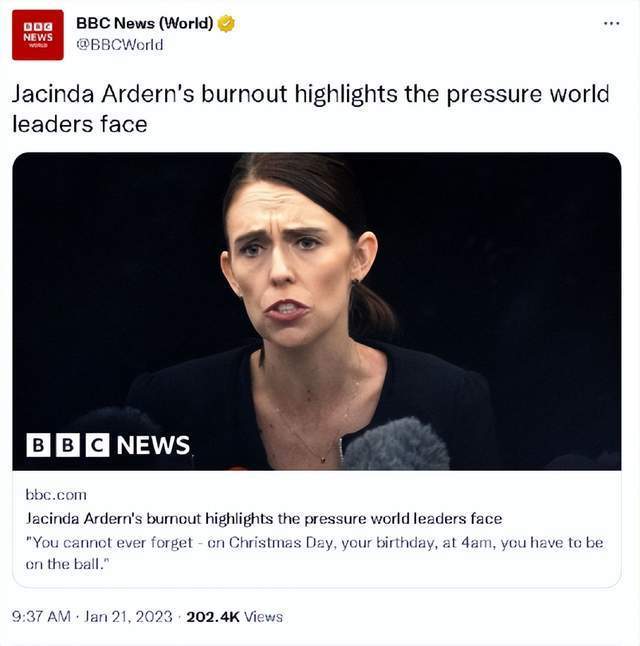 BBC
NEWS
WORLD
BBC News (World)
@BBCWorld
Jacinda Ardern's burnout highlights the pressure world
leaders face
BBC NEWS
bbc.com
Jacinda Ardern's burnout highlights the pressure world leaders face
"You cannot ever forget - on Christmas Day, your birthday, at 4am, you have to be
on the ball."
9:37 AM · Jan 21, 2023 · 202.4K Views